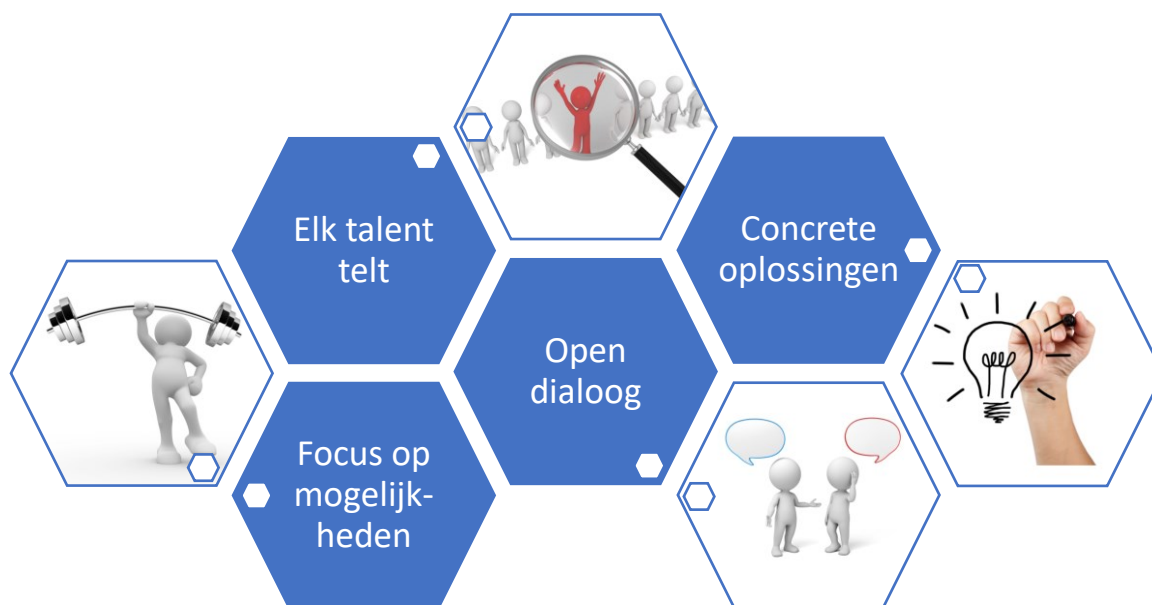 Elk talent
telt
Concrete
oplossingen
Open
dialoog
Focus op
mogelijk-
heden